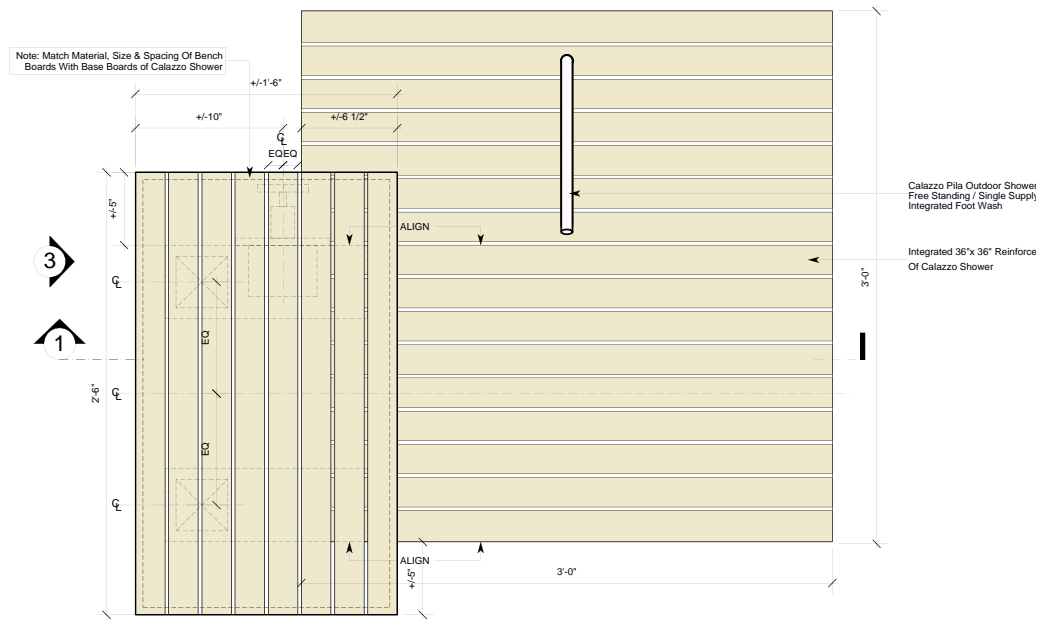 Note: Match Material, Size & Spacing Of Bench
Boards With Base Boards of Calazzo Shower
+/-1'-6"
+/-10"
+/-6 1/2"
CL
EQ EQ
+/-5"
ALIGN
Calazzo Pila Outdoor Shower
Free Standing / Single Supply
Integrated Foot Wash
3
CL
Integrated 36"x 36" Reinforce
Of Calazzo Shower
3'-0"
EQ
1
2'-6"
CL
EQ
CL
ALIGN
+/-5"
3'-0"